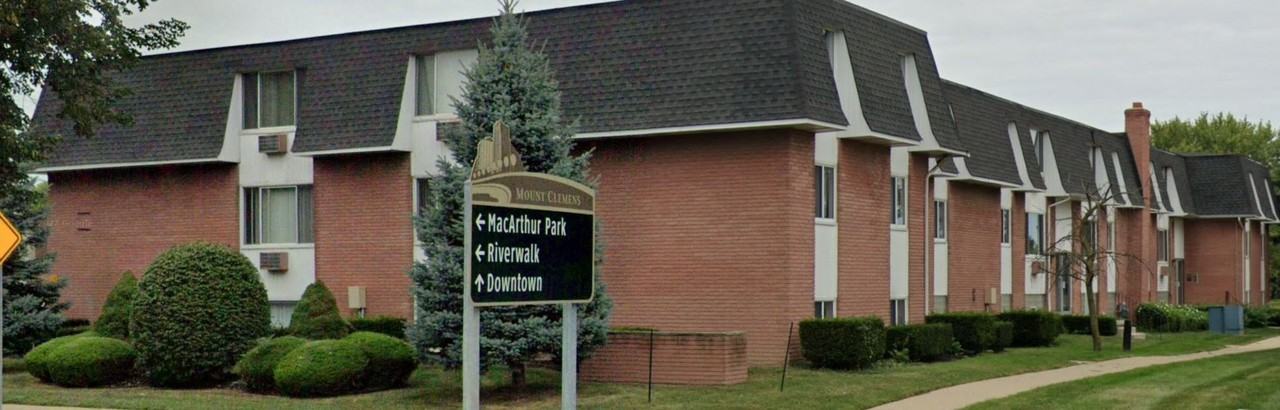 MOUNT CLEMENS
← MacArthur Park
← Riverwalk
↑ Downtown